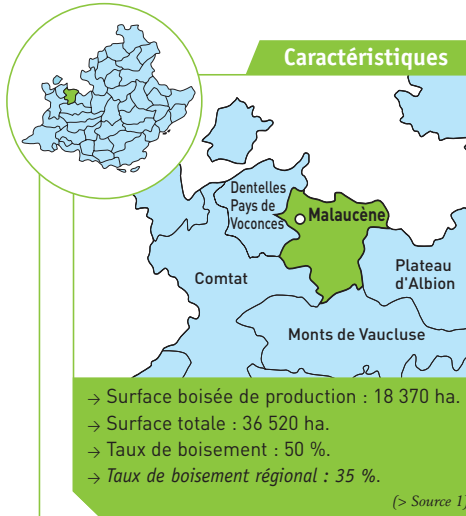 Caractéristiques
Dentelles
Pays de
Voconces
Malaucène
Comtat
Plateau
d'Albion
Monts de Vaucluse
→ Surface boisée de production : 18 370 ha.
→ Surface totale : 36 520 ha.
→ Taux de boisement : 50 %.
→ Taux de boisement régional : 35 %.
(> Source 1)